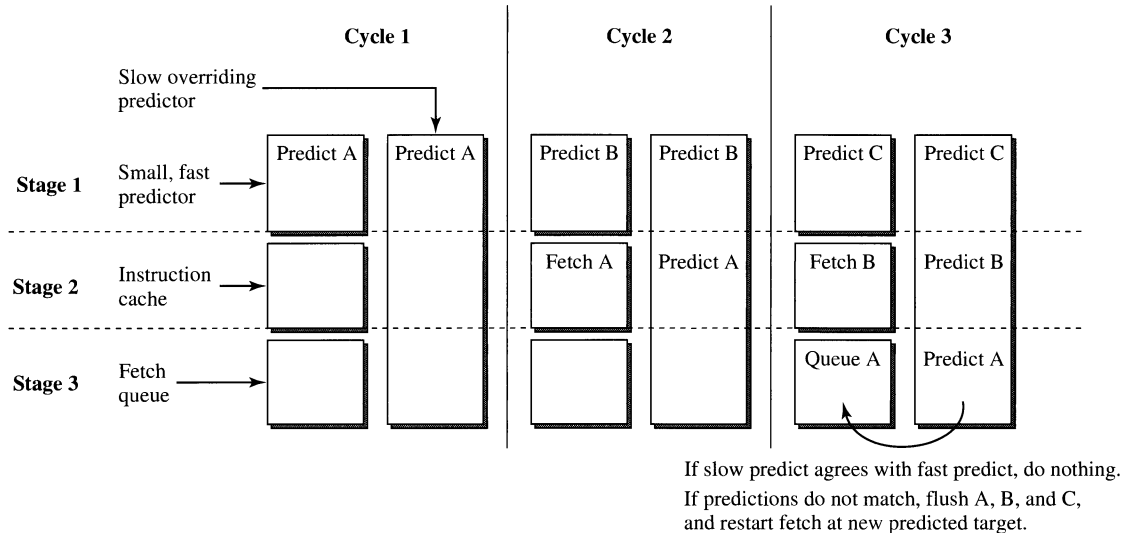 Cycle 1
Cycle 2
Cycle 3
Slow overriding
predictor
Stage 1
Small, fast
predictor
Predict A
Predict A
Predict B
Predict B
Predict C
Predict C
Stage 2
Instruction
cache
Fetch A
Predict A
Fetch B
Predict B
Stage 3
Fetch
queue
Queue A
Predict A
If slow predict agrees with fast predict, do nothing.
If predictions do not match, flush A, B, and C,
and restart fetch at new predicted target.